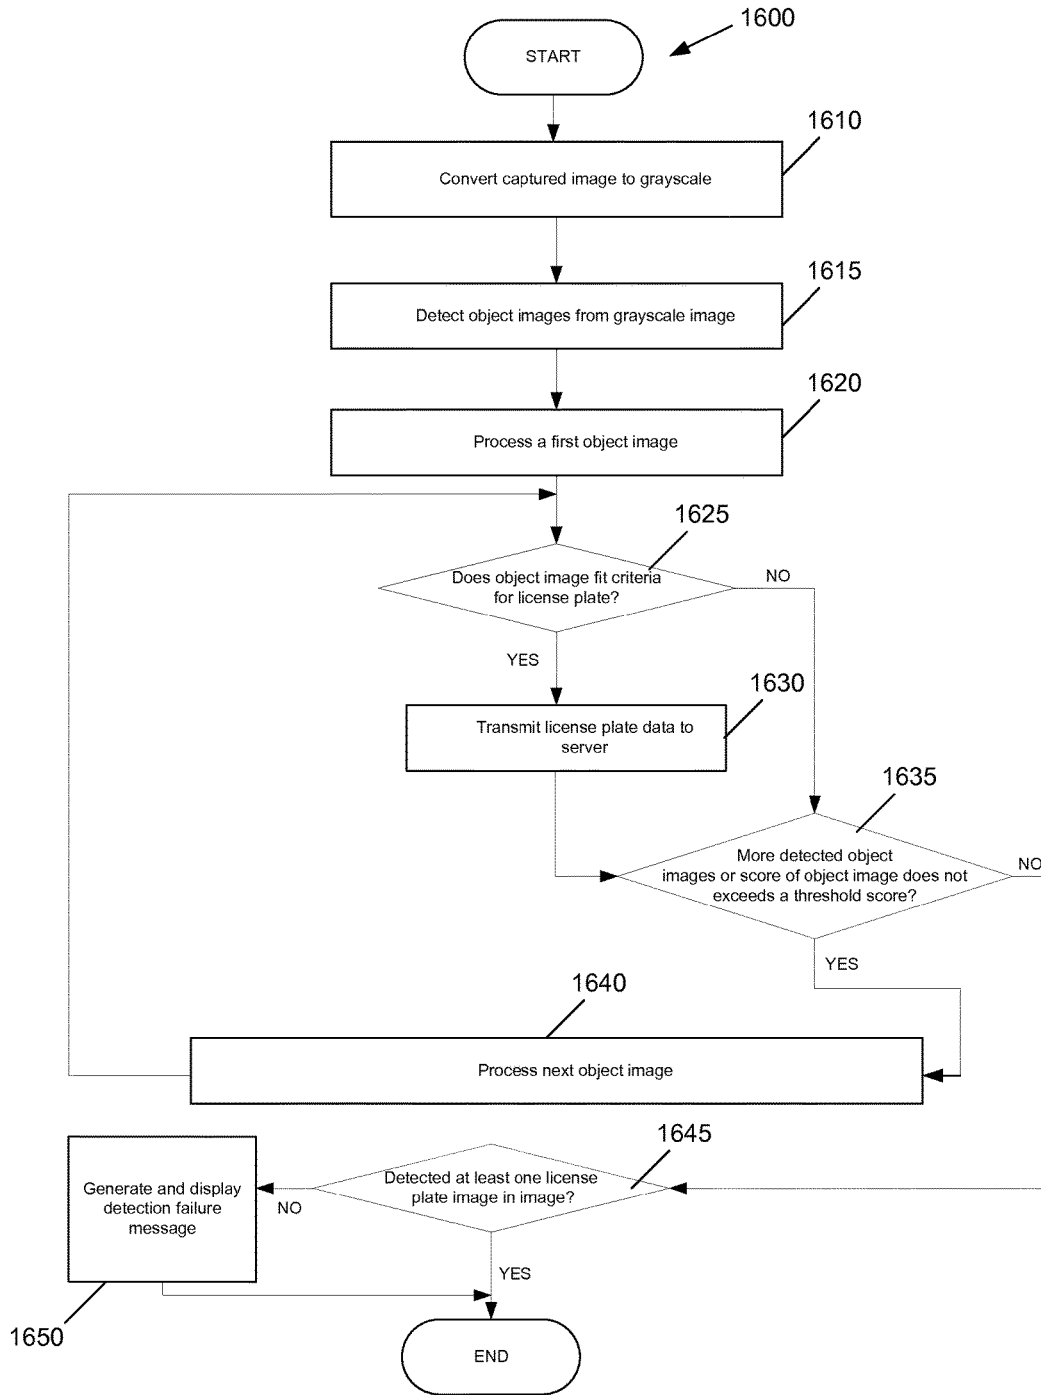 1600
START
1610
Convert captured image to grayscale
1615
Detect object images from grayscale image
1620
Process a first object image
1625
Does object image fit criteria
for license plate?
NO
YES
1630
Transmit license plate data to
server
1635
More detected object
images or score of object image does not
exceeds a threshold score?
NO
YES
1640
Process next object image
1645
Detected at least one license
plate image in image?
Generate and display
detection failure
message
NO
YES
1650
END